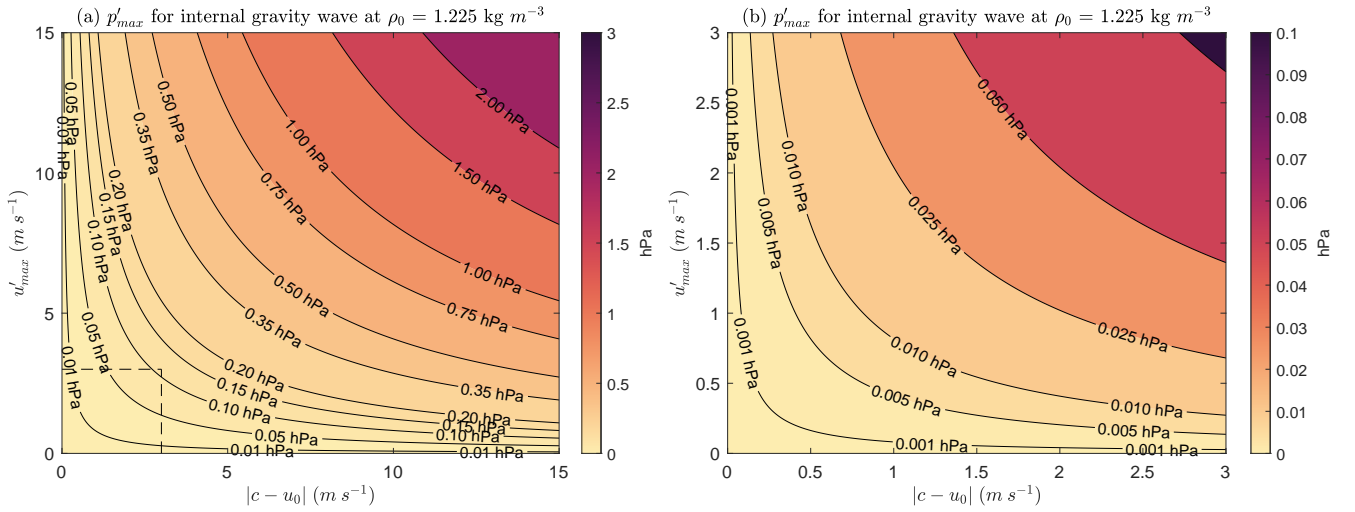 (a) p′max for internal gravity wave at ρ0 = 1.225 kg m−3
15
10
5
0
u′max (m s−1)
0.05 hPa
0.01 hPa
0.50 hPa
0.35 hPa
0.20 hPa
0.15 hPa
0.10 hPa
0.05 hPa
0.01 hPa
1.00 hPa
0.75 hPa
2.00 hPa
1.50 hPa
1.00 hPa
0.75 hPa
0.50 hPa
0.35 hPa
0.20 hPa
0.15 hPa
0.10 hPa
0.05 hPa
0.01 hPa
0.35 hPa
0.20 hPa
0.15 hPa
0.10 hPa
0.01 hPa
0 5 10 15
|c − u0| (m s−1)
3
2.5
2
1.5
1
0.5
0
hPa
(b) p′max for internal gravity wave at ρ0 = 1.225 kg m−3
3
2.5
2
1.5
1
0.5
0
u′max (m s−1)
0.001 hPa
0.005 hPa
0.010 hPa
0.025 hPa
0.050 hPa
0.001 hPa
0.010 hPa
0.005 hPa
0.001 hPa
0.025 hPa
0.010 hPa
0.005 hPa
0.001 hPa
0 0.5 1 1.5 2 2.5 3
|c − u0| (m s−1)
0.1
0.09
0.08
0.07
0.06
0.05
0.04
0.03
0.02
0.01
0
hPa